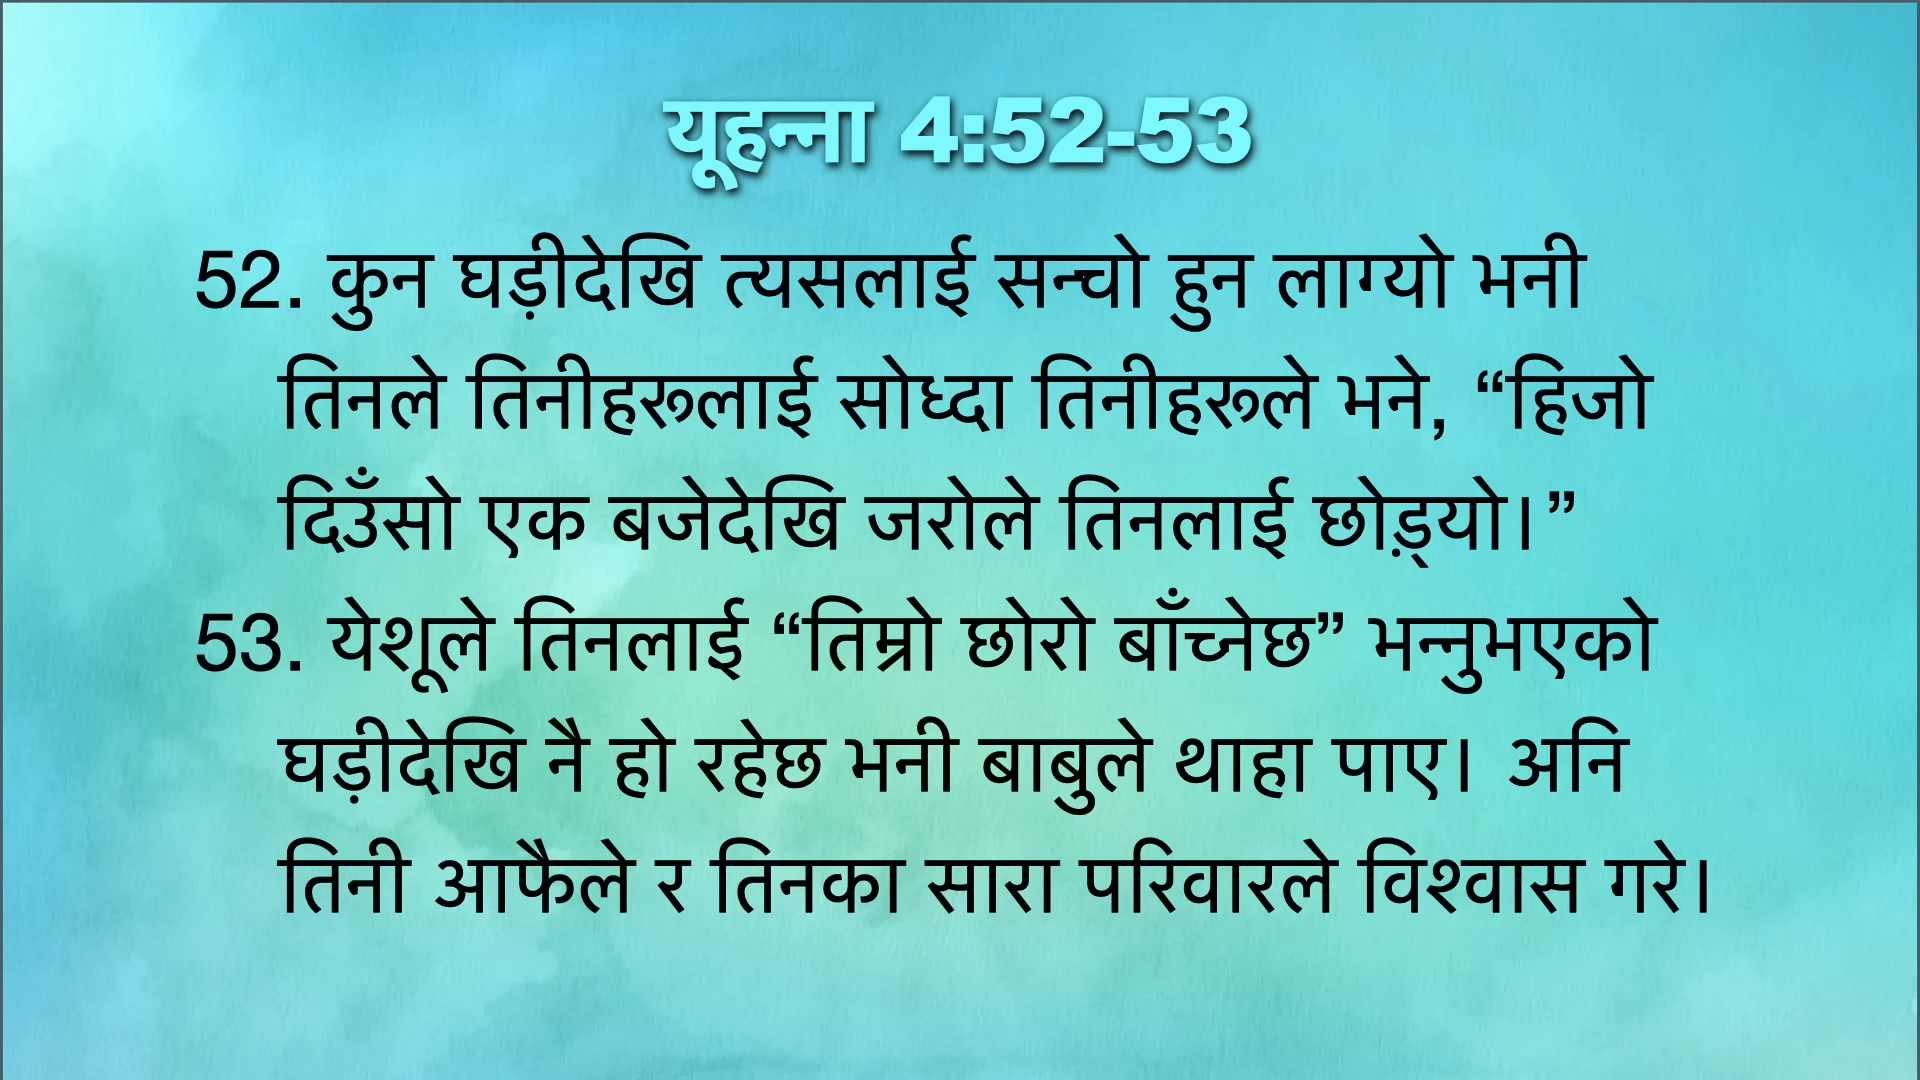 यूहन्ना 4:52-53
52. कुन घड़ीदेखि त्यसलाई सन्चो हुन लाग्यो भनी
तिनले तिनीहरूलाई सोध्दा तिनीहरूले भने, “हिजो
दिउँसो एक बजेदेखि जरोले तिनलाई छोड़्यो।”
53. येशूले तिनलाई “तिम्रो छोरो बाँच्नेछ” भन्नुभएको
घड़ीदेखि नै हो रहेछ भनी बाबुले थाहा पाए। अनि
तिनी आफैले र तिनका सारा परिवारले विश्वास गरे।